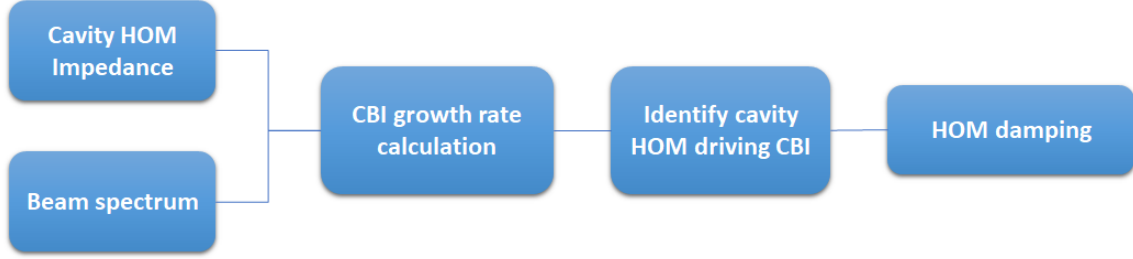 Cavity HOM
Impedance
Beam spectrum
CBI growth rate
calculation
Identify cavity
HOM driving CBI
HOM damping